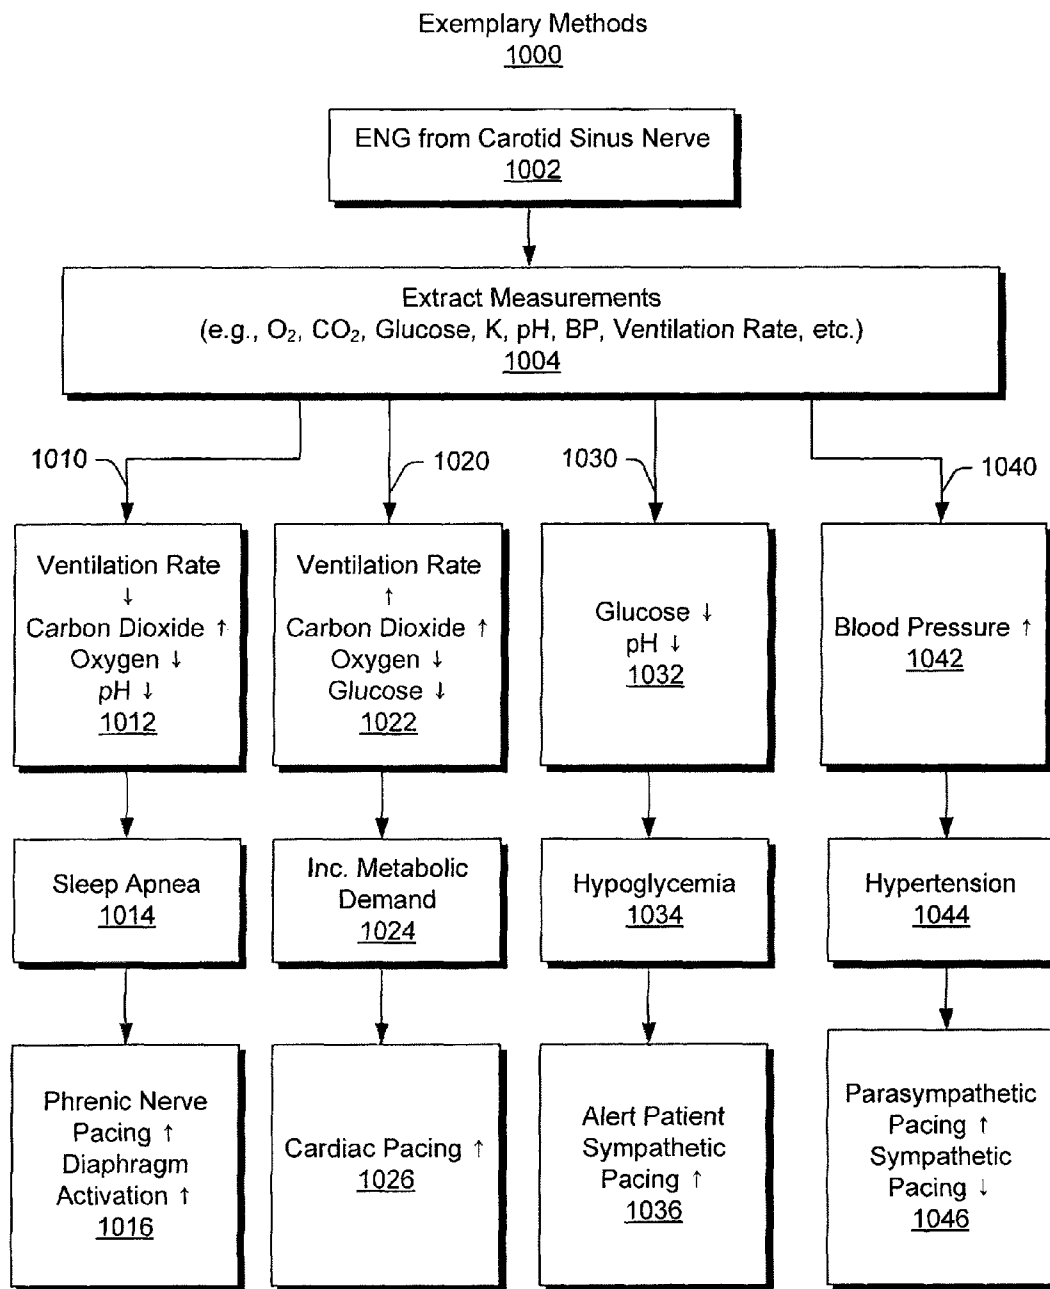 Exemplary Methods
1000
ENG from Carotid Sinus Nerve
1002
Extract Measurements
(e.g., O₂, CO₂, Glucose, K, pH, BP, Ventilation Rate, etc.)
1004
1010
1020
1030
1040
Ventilation Rate
↓
Carbon Dioxide ↑
Oxygen ↓
pH ↓
1012
Ventilation Rate
↑
Carbon Dioxide ↑
Oxygen ↓
Glucose ↓
1022
Glucose ↓
pH ↓
1032
Blood Pressure ↑
1042
Sleep Apnea
1014
Inc. Metabolic
Demand
1024
Hypoglycemia
1034
Hypertension
1044
Phrenic Nerve
Pacing ↑
Diaphragm
Activation ↑
1016
Cardiac Pacing ↑
1026
Alert Patient
Sympathetic
Pacing ↑
1036
Parasympathetic
Pacing ↑
Sympathetic
Pacing ↓
1046